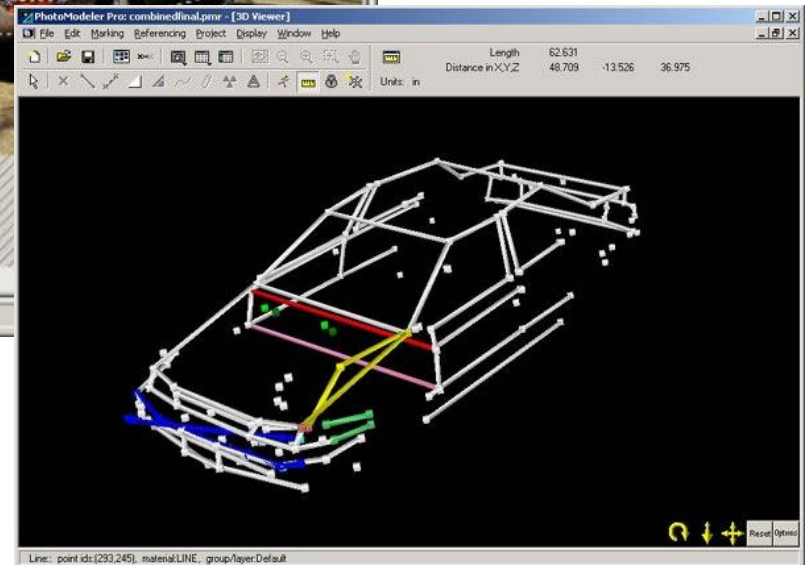 PhotoModeler Pro: combinedfinal.pmr - [3D Viewer]
File Edit Marking Referencing Project Display Window Help
Length 62.631
Distance in X,Y,Z 48.709 -13.526 36.975
Units: in
Reset Options
Line:: point ids:(293,245), material:LINE, group/layer:Default